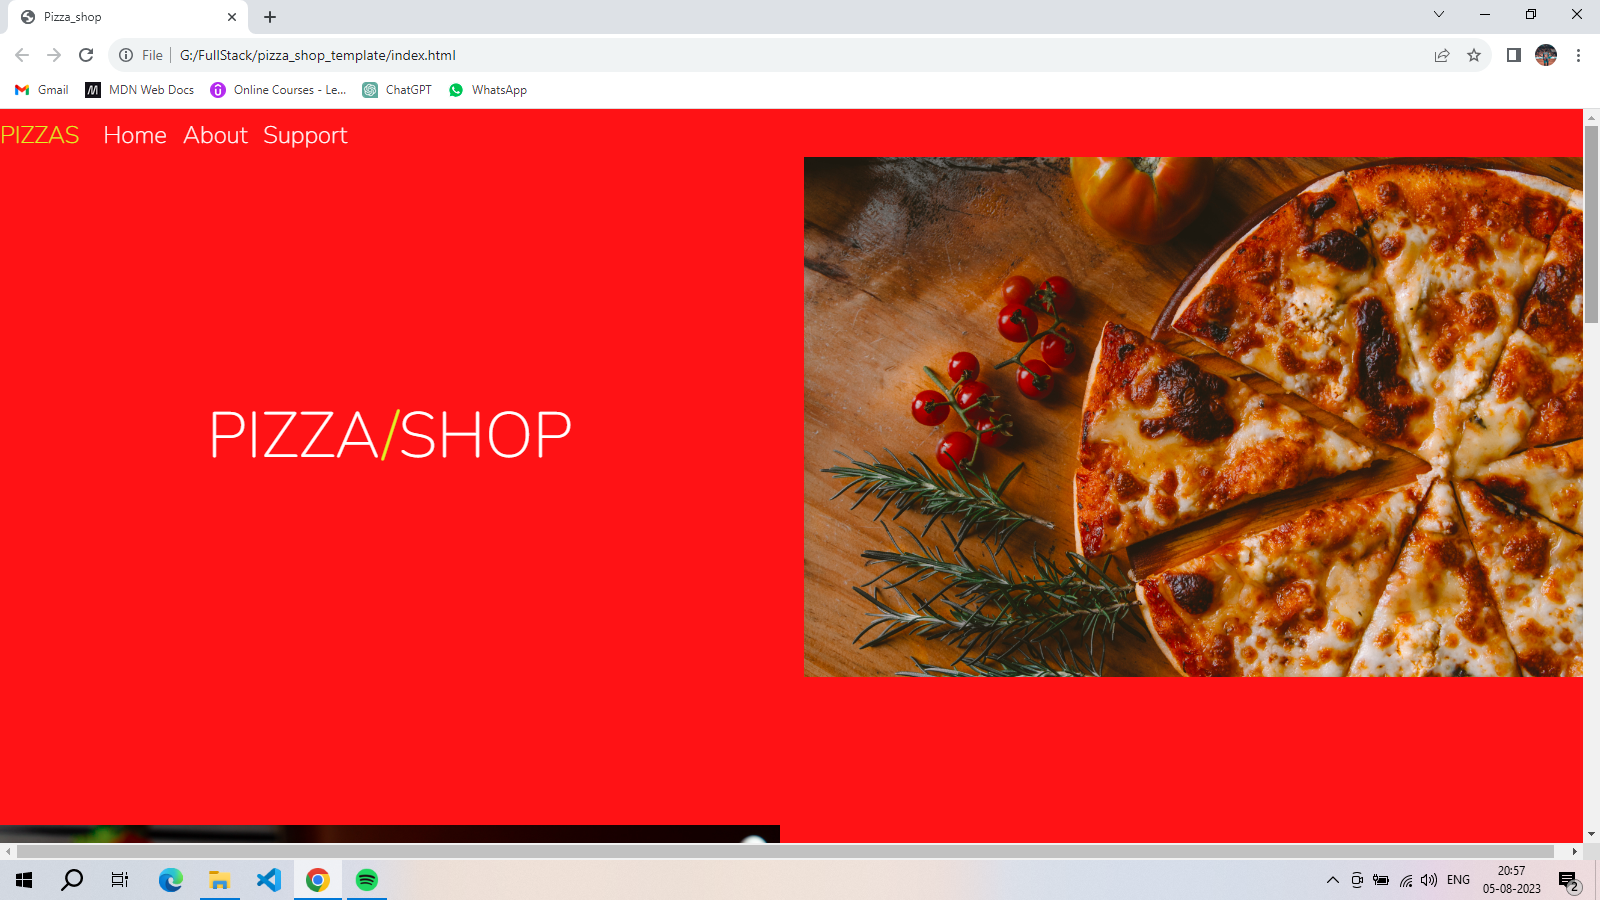 Pizza_shop
File G:/FullStack/pizza_shop_template/index.html
Gmail MDN Web Docs Online Courses - Le... ChatGPT WhatsApp
PIZZAS Home About Support
PIZZA/SHOP
ENG 20:57
05-08-2023 2